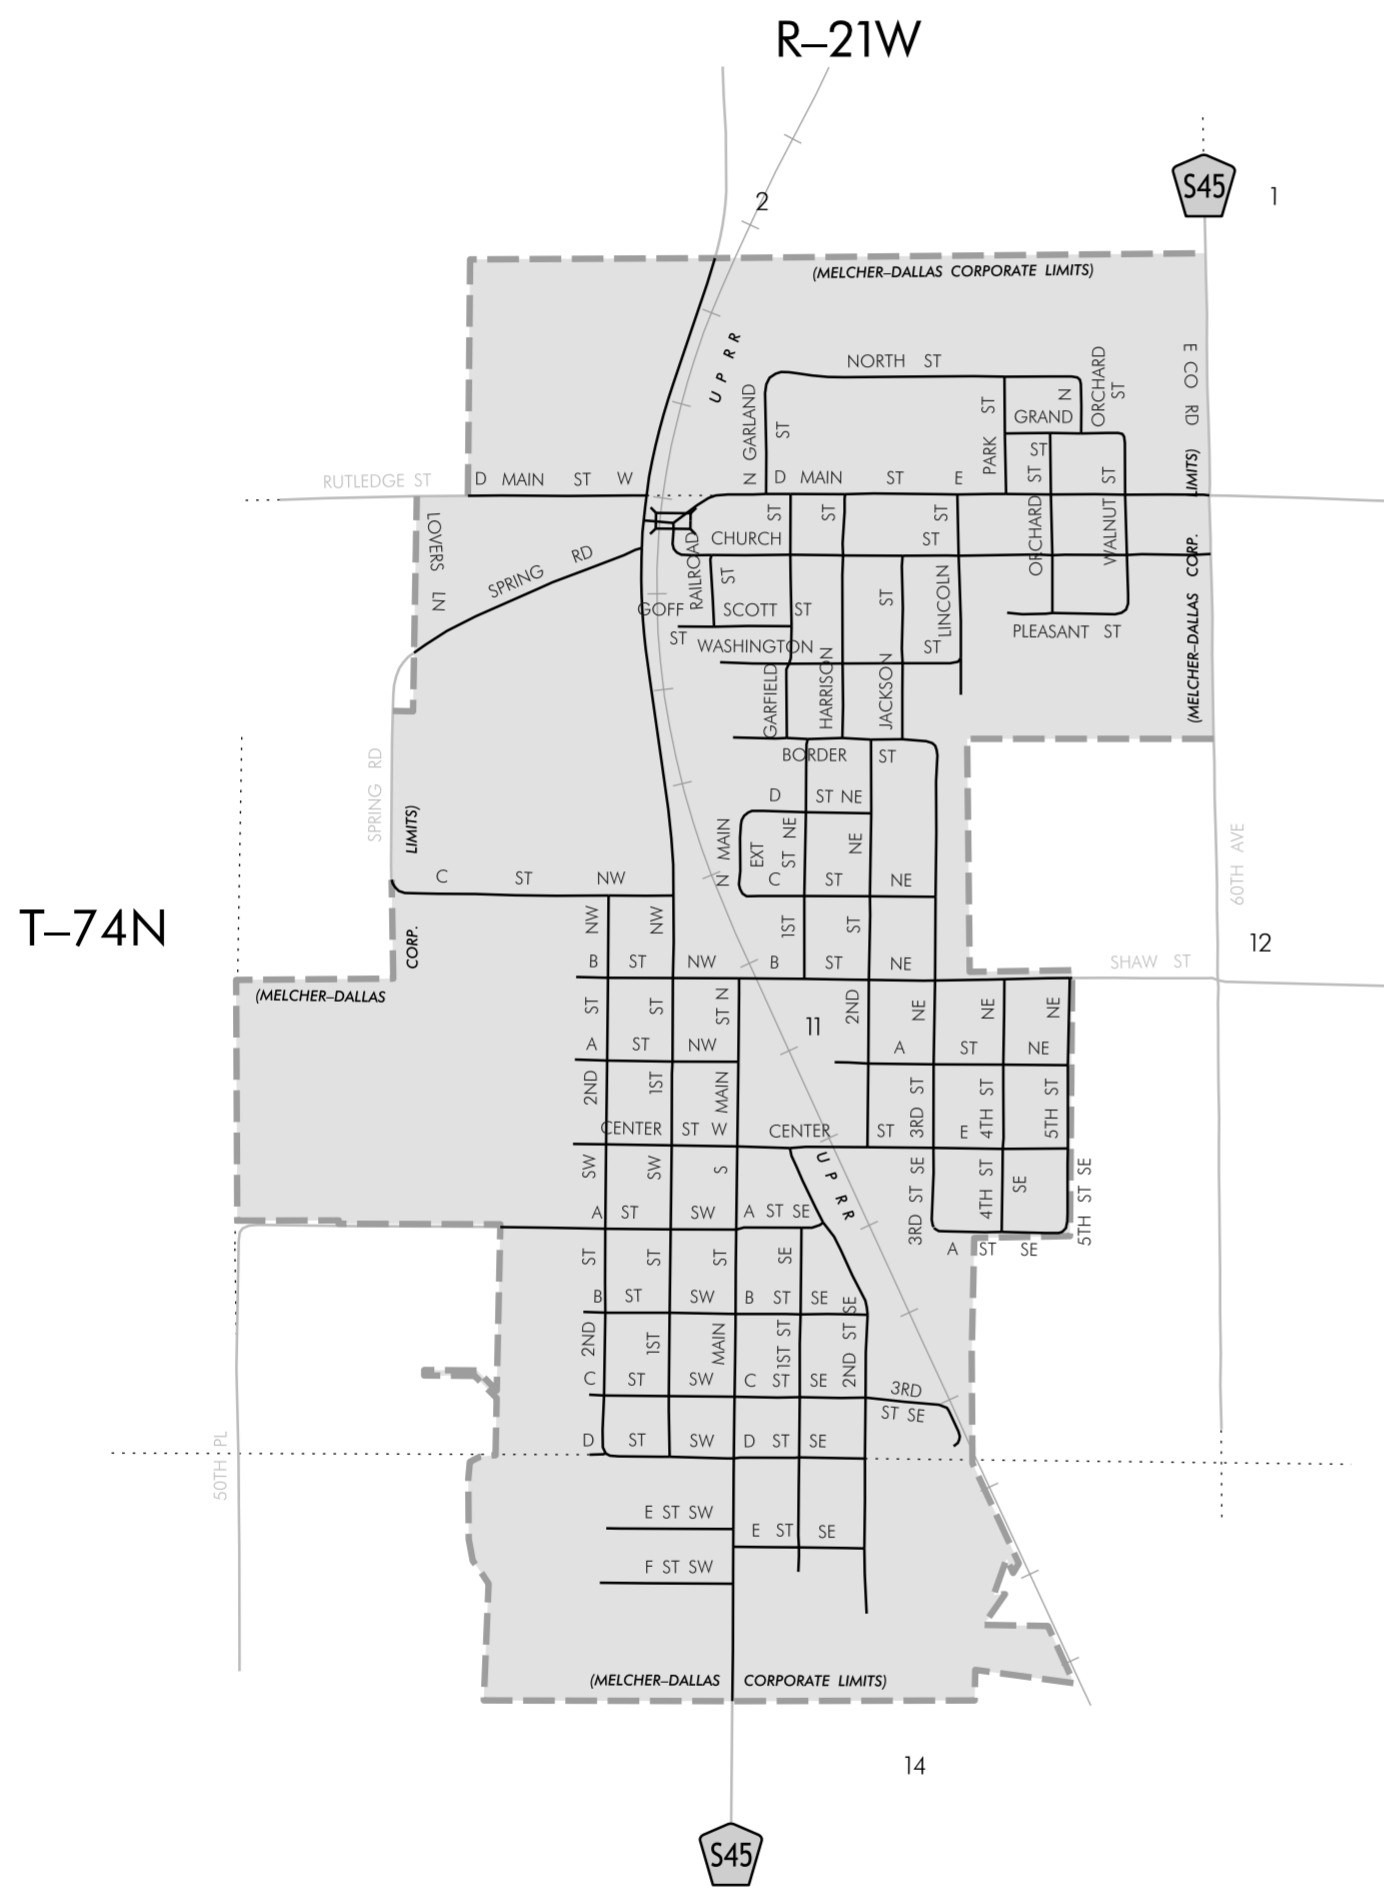 R–21W
S45
1
2
(MELCHER–DALLAS CORPORATE LIMITS)
E CO RD
U P R R
NORTH ST
N GARLAND ST
PARK ST
N ORCHARD ST
GRAND ST
RUTLEDGE ST
D MAIN ST W
D MAIN ST E
ORCHARD ST
WALNUT ST
(MELCHER–DALLAS CORP. LIMITS)
LOVERS LN
SPRING RD
CHURCH ST
RAILROAD ST
GOFF ST
SCOTT ST
WASHINGTON ST
GARFIELD ST
HARRISON ST
JACKSON ST
LINCOLN ST
PLEASANT ST
BORDER ST
SPRING RD
D ST NE
N MAIN EXT
C ST NW
C ST NE
60TH AVE
T–74N
12
(MELCHER–DALLAS CORP. LIMITS)
B ST NW
B ST NE
SHAW ST
2ND ST NW
1ST ST NW
MAIN ST N
1ST ST NE
2ND ST NE
11
3RD ST NE
4TH ST NE
5TH ST NE
A ST NW
A ST NE
CENTER ST W
CENTER ST E
U P R R
2ND ST SW
1ST ST SW
MAIN ST S
A ST SW
A ST SE
3RD ST SE
4TH ST SE
5TH ST SE
A ST SE
B ST SW
B ST SE
1ST ST SE
2ND ST SE
C ST SW
C ST SE
3RD ST SE
D ST SW
D ST SE
50TH PL
E ST SW
E ST SE
F ST SW
(MELCHER–DALLAS CORPORATE LIMITS)
14
S45